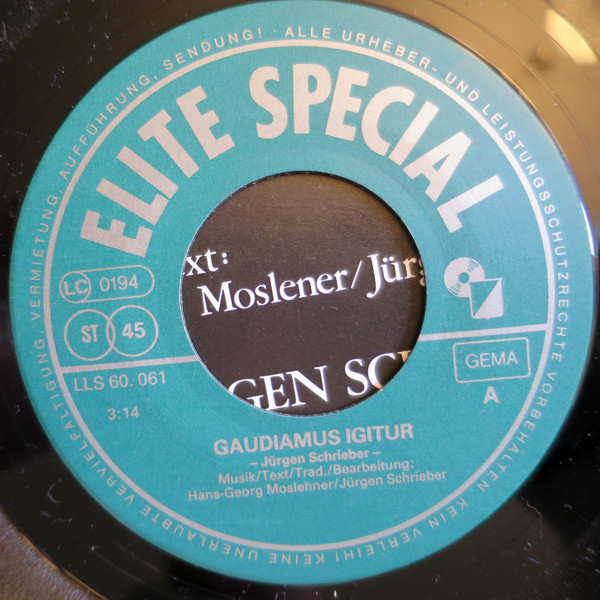 ALLE URHEBER- UND LEISTUNGSSCHUTZRECHTE VORBEHALTEN. KEIN VERLEIH! KEINE UNERLAUBTE VERVIELFÄLTIGUNG, VERMIETUNG, AUFFÜHRUNG, SENDUNG! ·
ELITE SPECIAL
xt:
Moslener/Jürg
LC 0194
ST 45
GEN SC
LLS 60. 061
GEMA
3:14
A
GAUDIAMUS IGITUR
– Jürgen Schrieber –
Musik/Text/Trad./Bearbeitung:
Hans-Georg Moslehner/Jürgen Schrieber